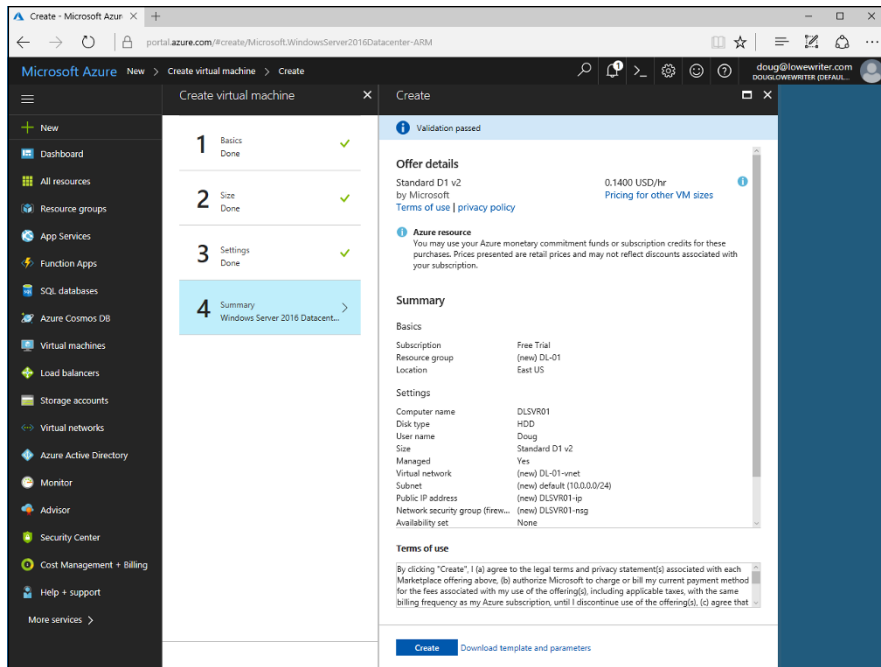 Create - Microsoft Azur
portal.azure.com/#create/Microsoft.WindowsServer2016Datacenter-ARM
Microsoft Azure New > Create virtual machine > Create
1
doug@lowewriter.com
DOUGLOWEWRITER (DEFAUL...
New
Dashboard
All resources
Resource groups
App Services
Function Apps
SQL databases
Azure Cosmos DB
Virtual machines
Load balancers
Storage accounts
Virtual networks
Azure Active Directory
Monitor
Advisor
Security Center
Cost Management + Billing
Help + support
More services >
Create virtual machine
1 Basics
Done
2 Size
Done
3 Settings
Done
4 Summary
Windows Server 2016 Datacent...
Create
Validation passed
Offer details
Standard D1 v2 0.1400 USD/hr
by Microsoft Pricing for other VM sizes
Terms of use | privacy policy
Azure resource
You may use your Azure monetary commitment funds or subscription credits for these
purchases. Prices presented are retail prices and may not reflect discounts associated with
your subscription.
Summary
Basics
Subscription Free Trial
Resource group (new) DL-01
Location East US
Settings
Computer name DLSVR01
Disk type HDD
User name Doug
Size Standard D1 v2
Managed Yes
Virtual network (new) DL-01-vnet
Subnet (new) default (10.0.0.0/24)
Public IP address (new) DLSVR01-ip
Network security group (firew... (new) DLSVR01-nsg
Availability set None
Terms of use
By clicking "Create", I (a) agree to the legal terms and privacy statement(s) associated with each
Marketplace offering above, (b) authorize Microsoft to charge or bill my current payment method
for the fees associated with my use of the offering(s), including applicable taxes, with the same
billing frequency as my Azure subscription, until I discontinue use of the offering(s), (c) agree that
Create Download template and parameters